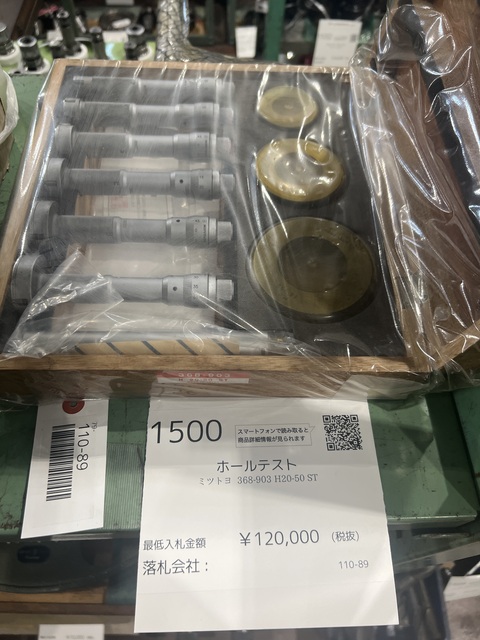 368-903
110-89
1500
スマートフォンで読み取ると
商品詳細情報が見られます
ホールテスト
ミツトヨ 368-903 H20-50 ST
最低入札金額 ￥120,000 (税抜)
落札会社：
110-89